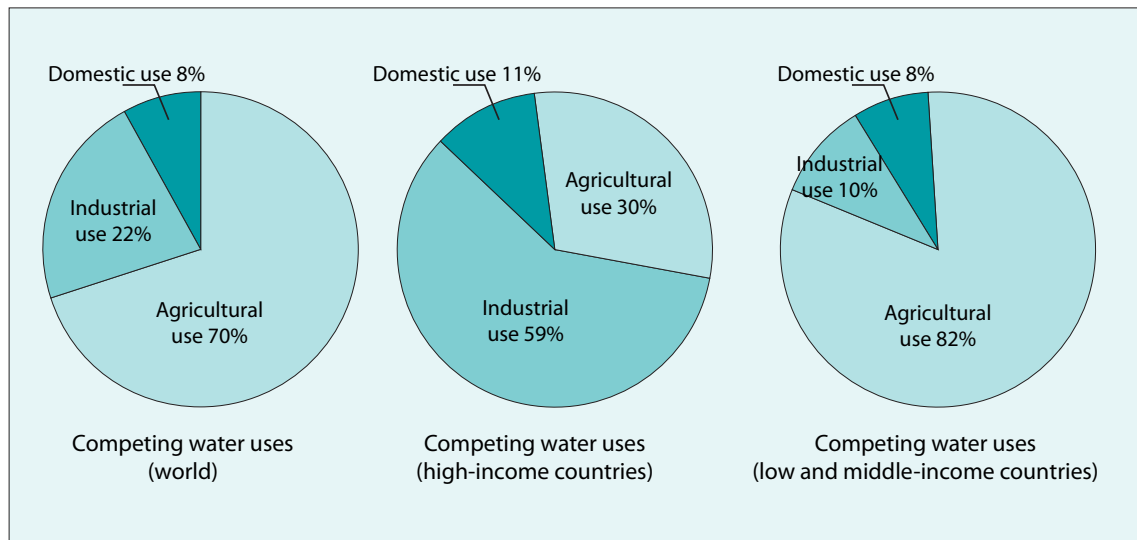 Domestic use 8%
Industrial
use 22%
Agricultural
use 70%
Competing water uses
(world)
Domestic use 11%
Agricultural
use 30%
Industrial
use 59%
Competing water uses
(high-income countries)
Domestic use 8%
Industrial
use 10%
Agricultural
use 82%
Competing water uses
(low and middle-income countries)